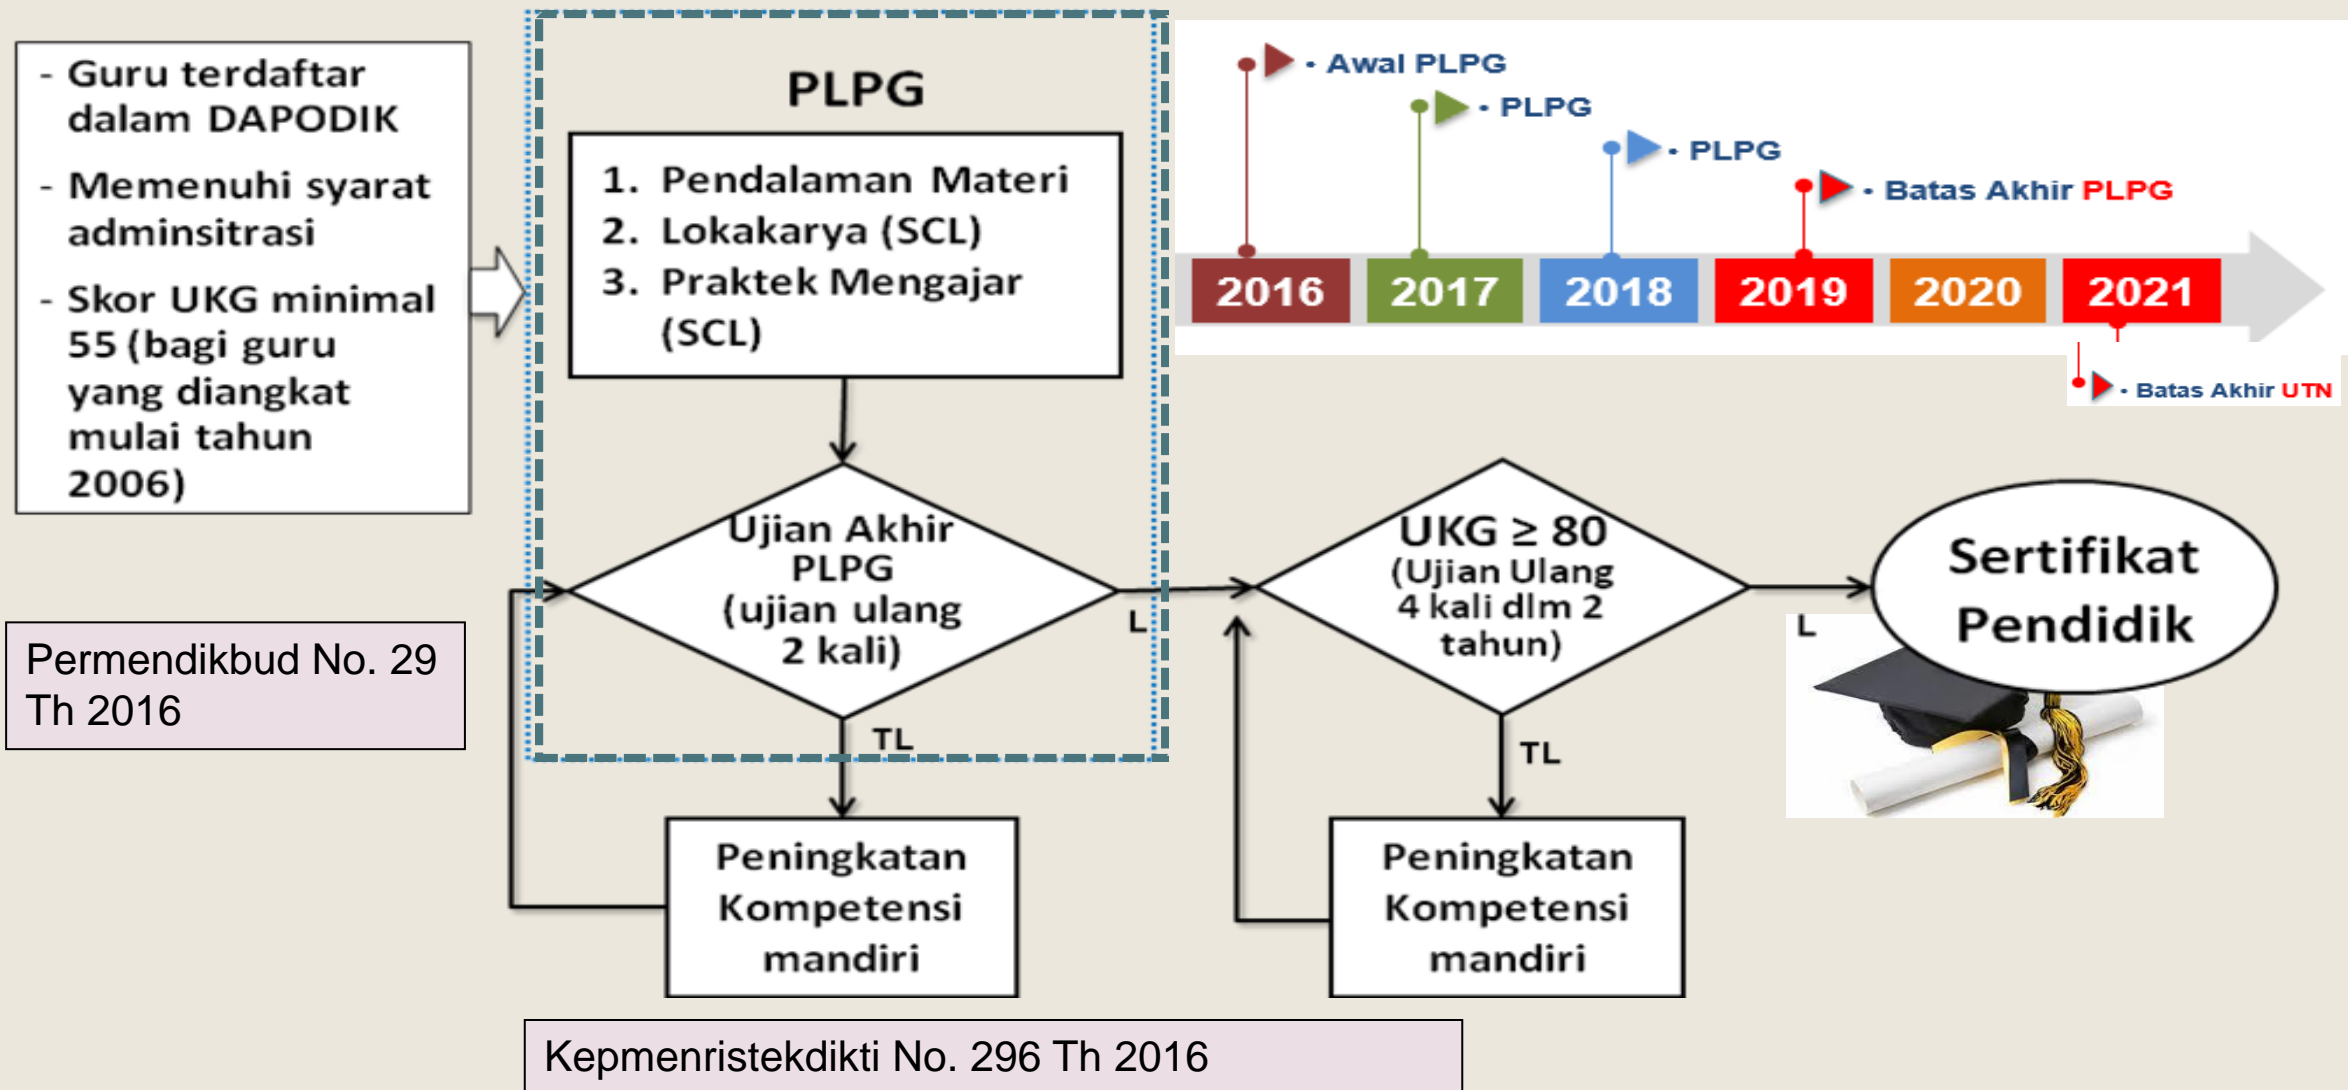 - Guru terdaftar
dalam DAPODIK
- Memenuhi syarat
adminsitrasi
- Skor UKG minimal
55 (bagi guru
yang diangkat
mulai tahun
2006)
Permendikbud No. 29
Th 2016
PLPG
1. Pendalaman Materi
2. Lokakarya (SCL)
3. Praktek Mengajar
(SCL)
Ujian Akhir
PLPG
(ujian ulang
2 kali)
L
TL
Peningkatan
Kompetensi
mandiri
• Awal PLPG
• PLPG
• PLPG
• Batas Akhir PLPG
2016 2017 2018 2019 2020 2021
• Batas Akhir UTN
UKG ≥ 80
(Ujian Ulang
4 kali dlm 2
tahun)
L
TL
Peningkatan
Kompetensi
mandiri
Sertifikat
Pendidik
Kepmenristekdikti No. 296 Th 2016